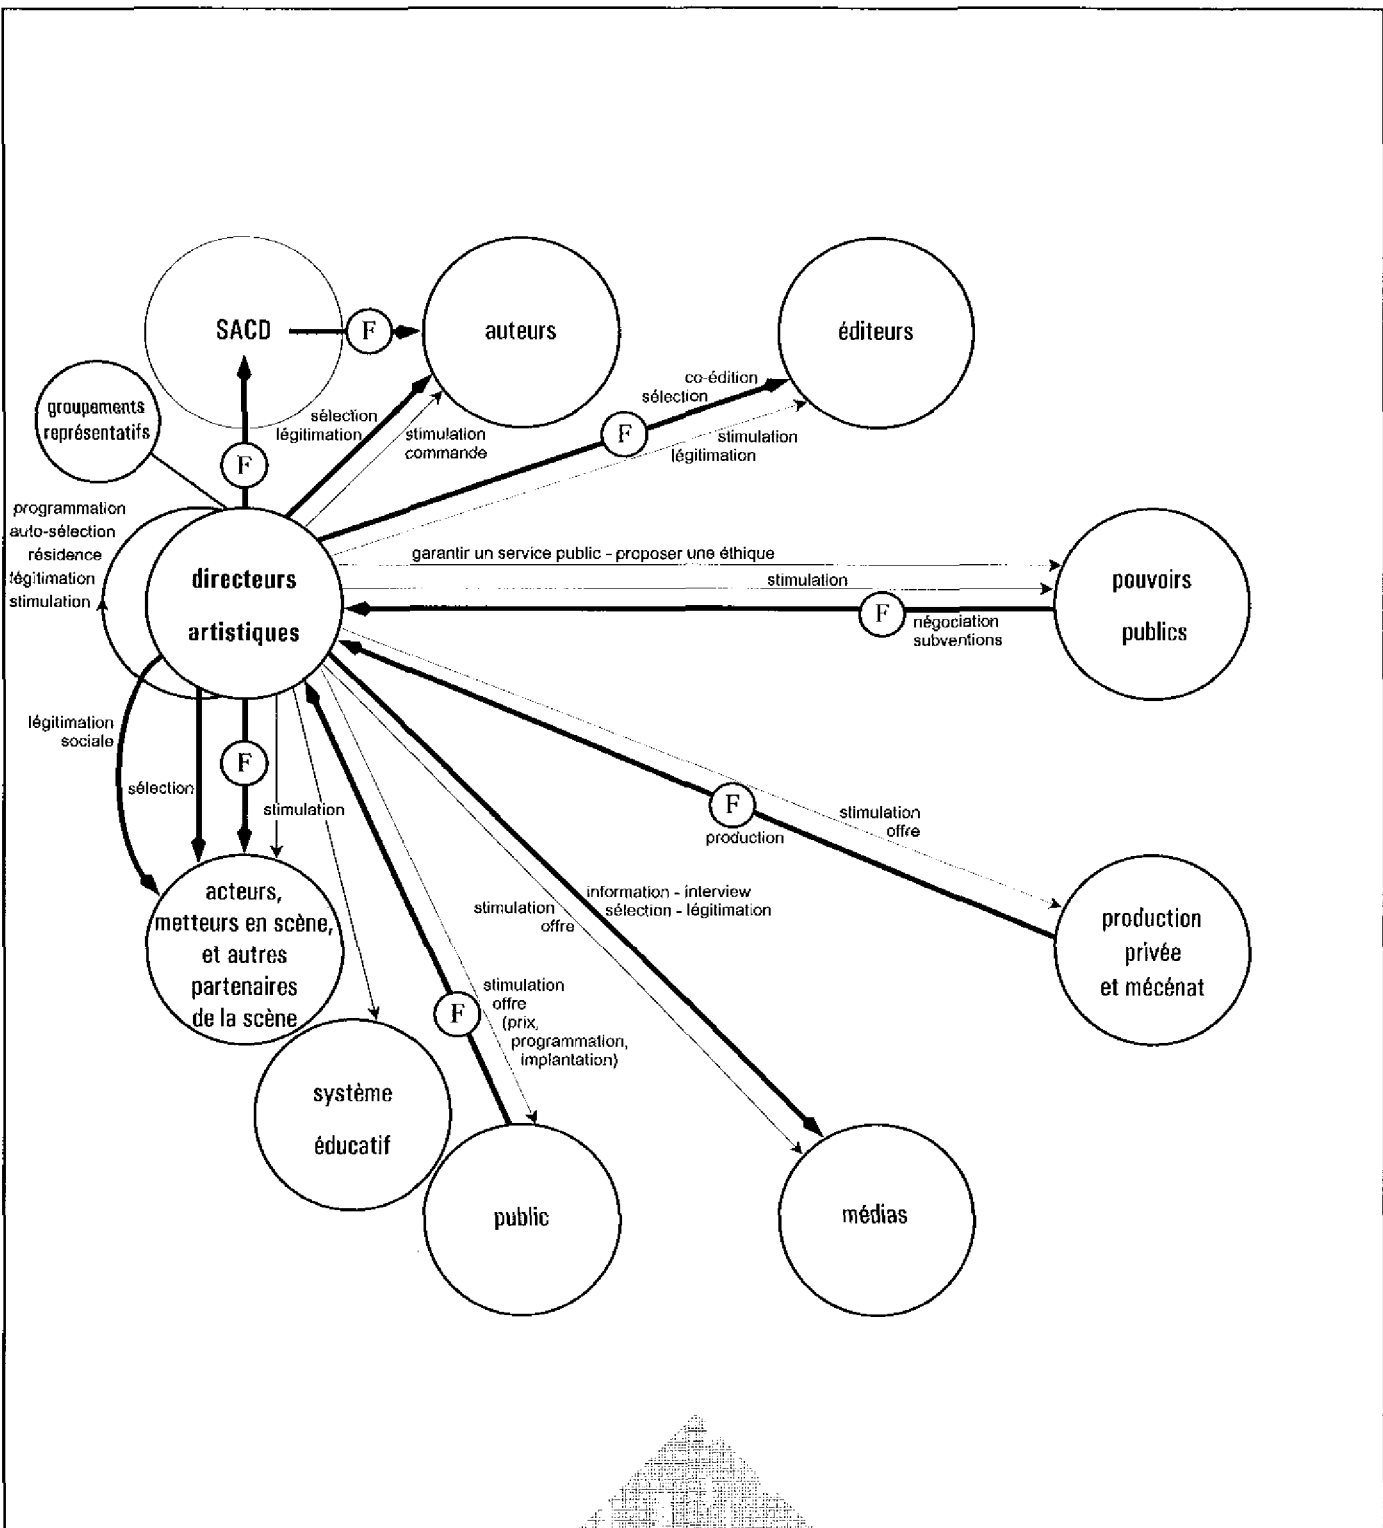 SACD
F
auteurs
éditeurs
groupements
représentatifs
F
sélection
légitimation
stimulation
commande
co-édition
sélection
F
stimulation
légitimation
programmation
auto-sélection
résidence
légitimation
stimulation
directeurs
artistiques
garantir un service public - proposer une éthique
stimulation
F
négociation
subventions
pouvoirs
publics
légitimation
sociale
sélection
F
stimulation
F
production
stimulation
offre
production
privée
et mécénat
acteurs,
metteurs en scène,
et autres
partenaires
de la scène
stimulation
offre
information - interview
sélection - légitimation
F
stimulation
offre
(prix,
programmation,
implantation)
système
éducatif
public
médias